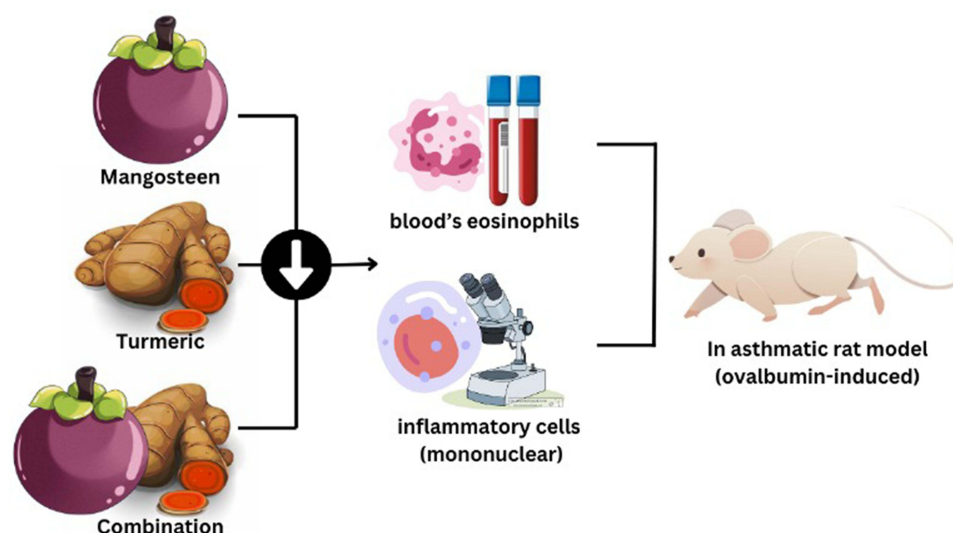 Mangosteen
Turmeric
Combination
blood's eosinophils
inflammatory cells
(mononuclear)
In asthmatic rat model
(ovalbumin-induced)